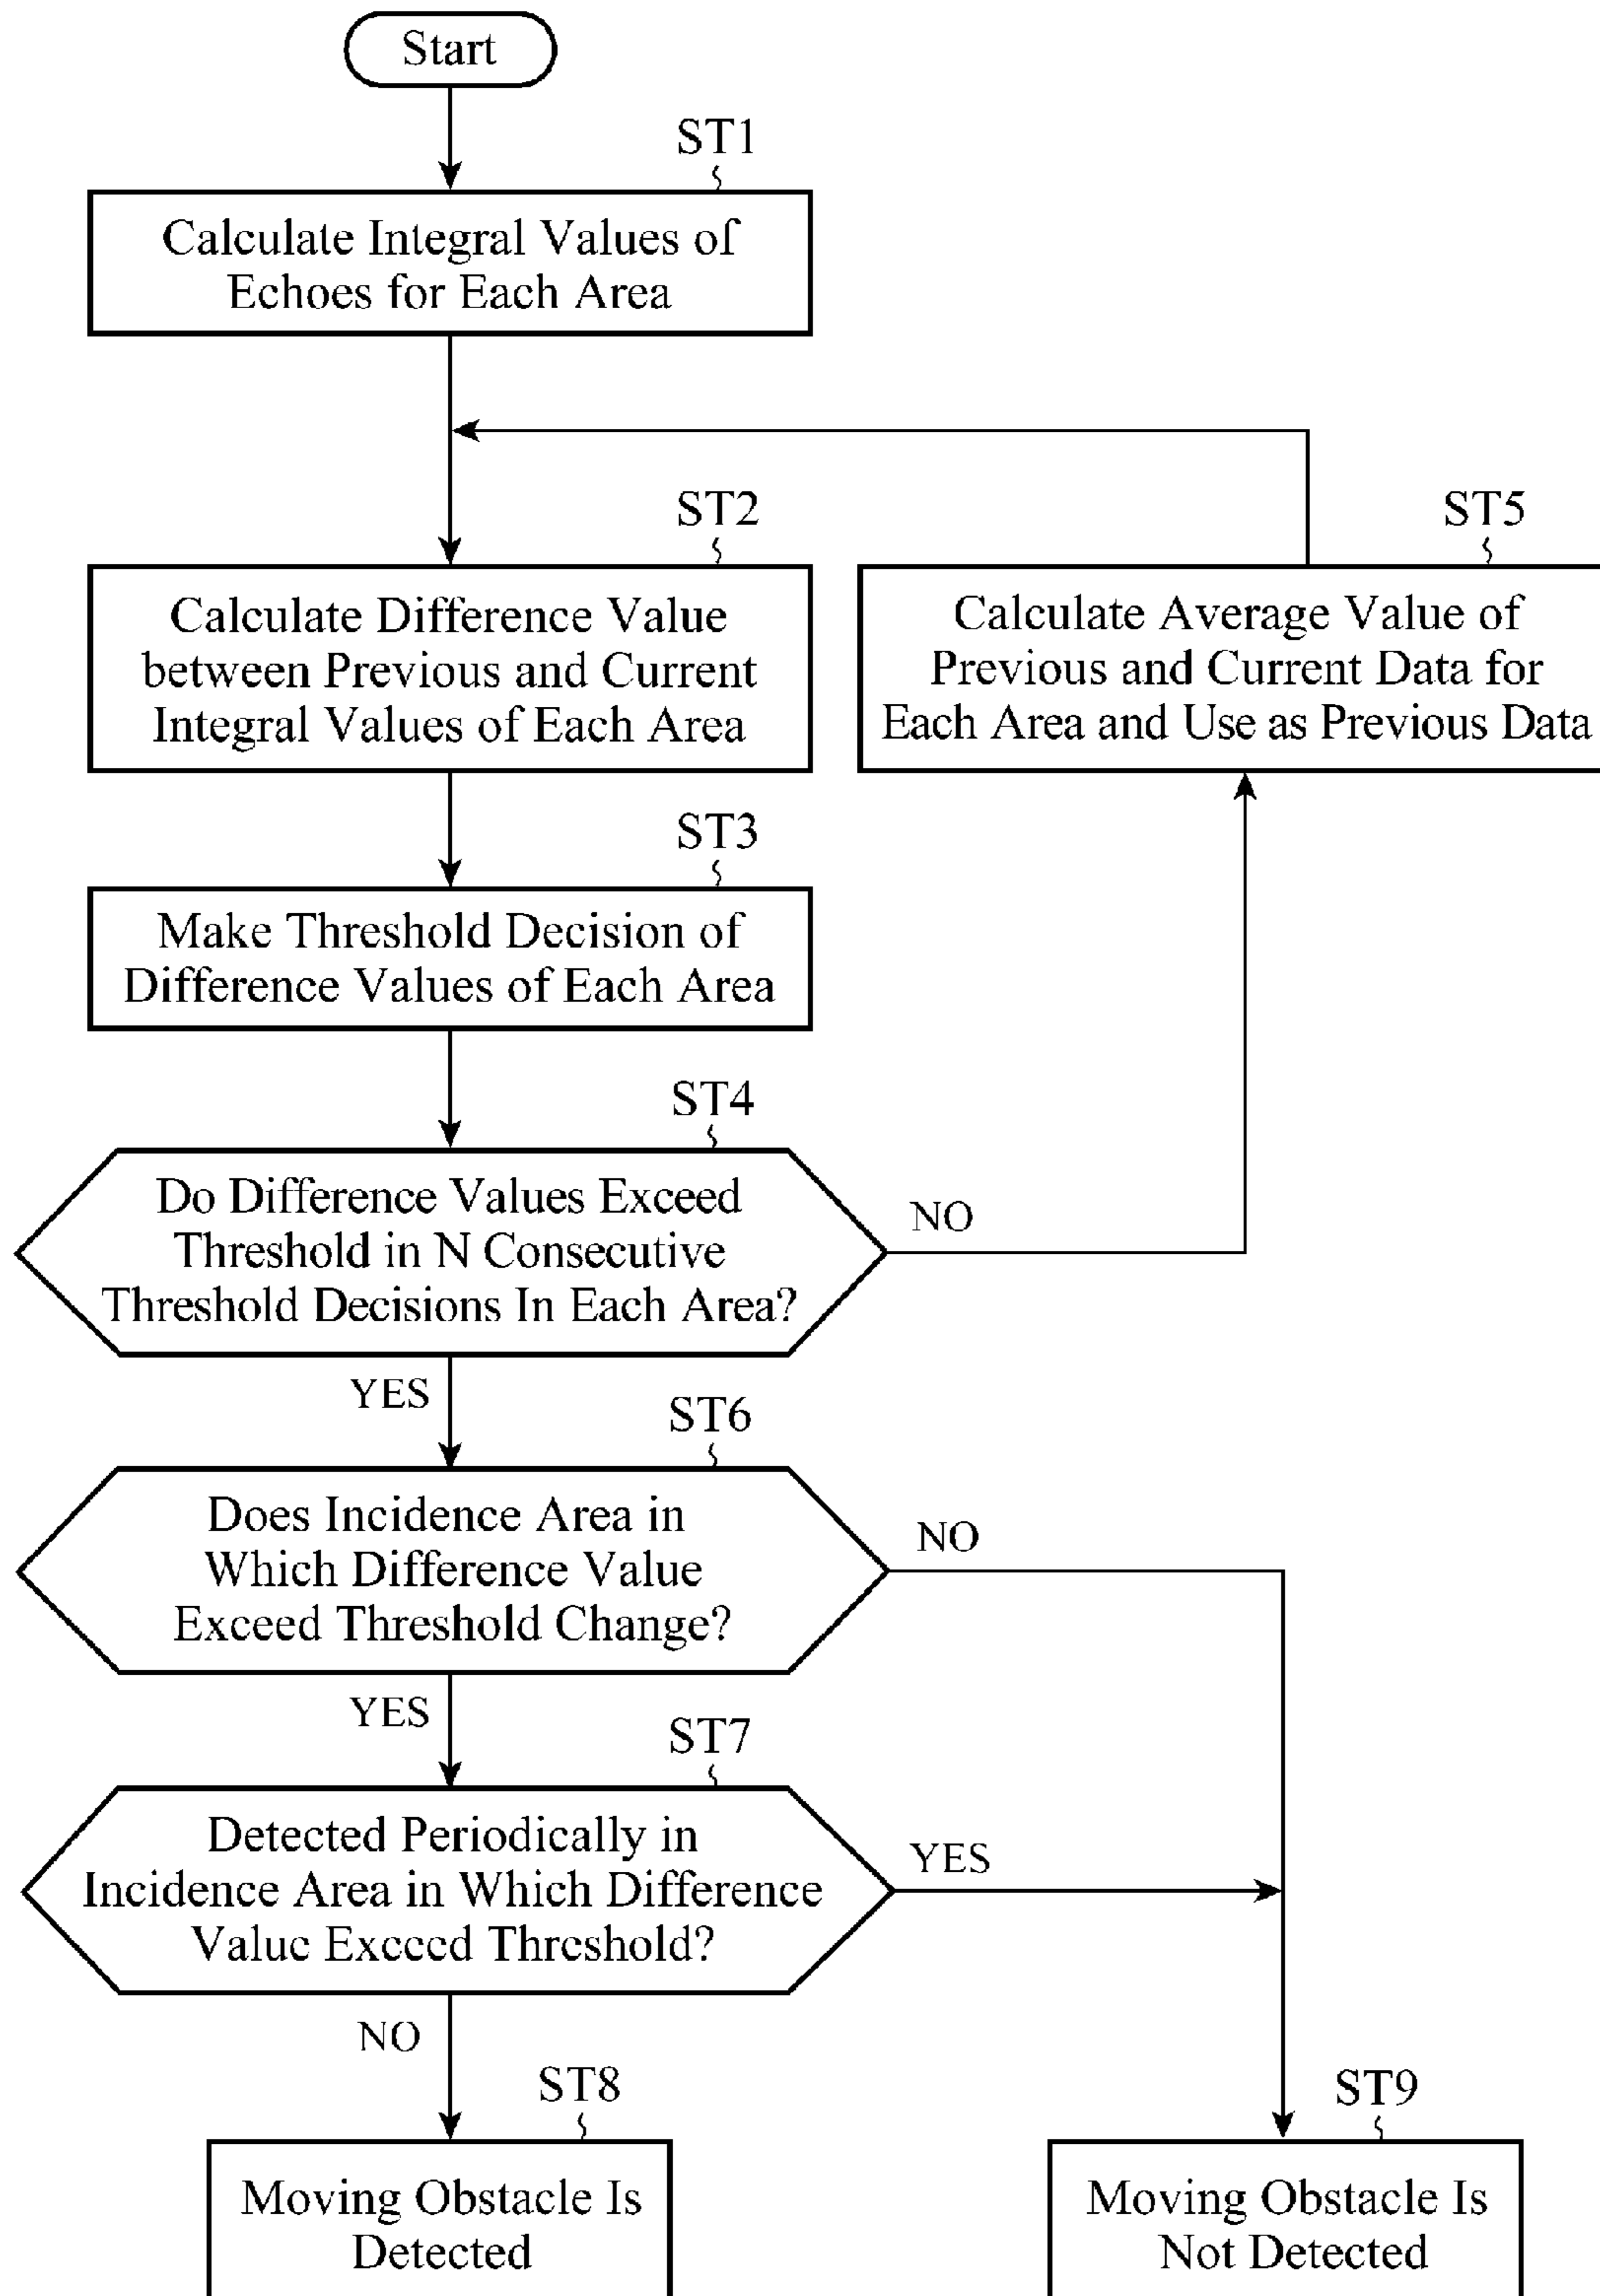 Start
ST1
Calculate Integral Values of
Echoes for Each Area
ST2
Calculate Difference Value
between Previous and Current
Integral Values of Each Area
ST5
Calculate Average Value of
Previous and Current Data for
Each Area and Use as Previous Data
ST3
Make Threshold Decision of
Difference Values of Each Area
ST4
Do Difference Values Exceed
Threshold in N Consecutive
Threshold Decisions In Each Area?
NO
YES
ST6
Does Incidence Area in
Which Difference Value
Exceed Threshold Change?
NO
YES
ST7
Detected Periodically in
Incidence Area in Which Difference
Value Exceed Threshold?
YES
NO
ST8
Moving Obstacle Is
Detected
ST9
Moving Obstacle Is
Not Detected